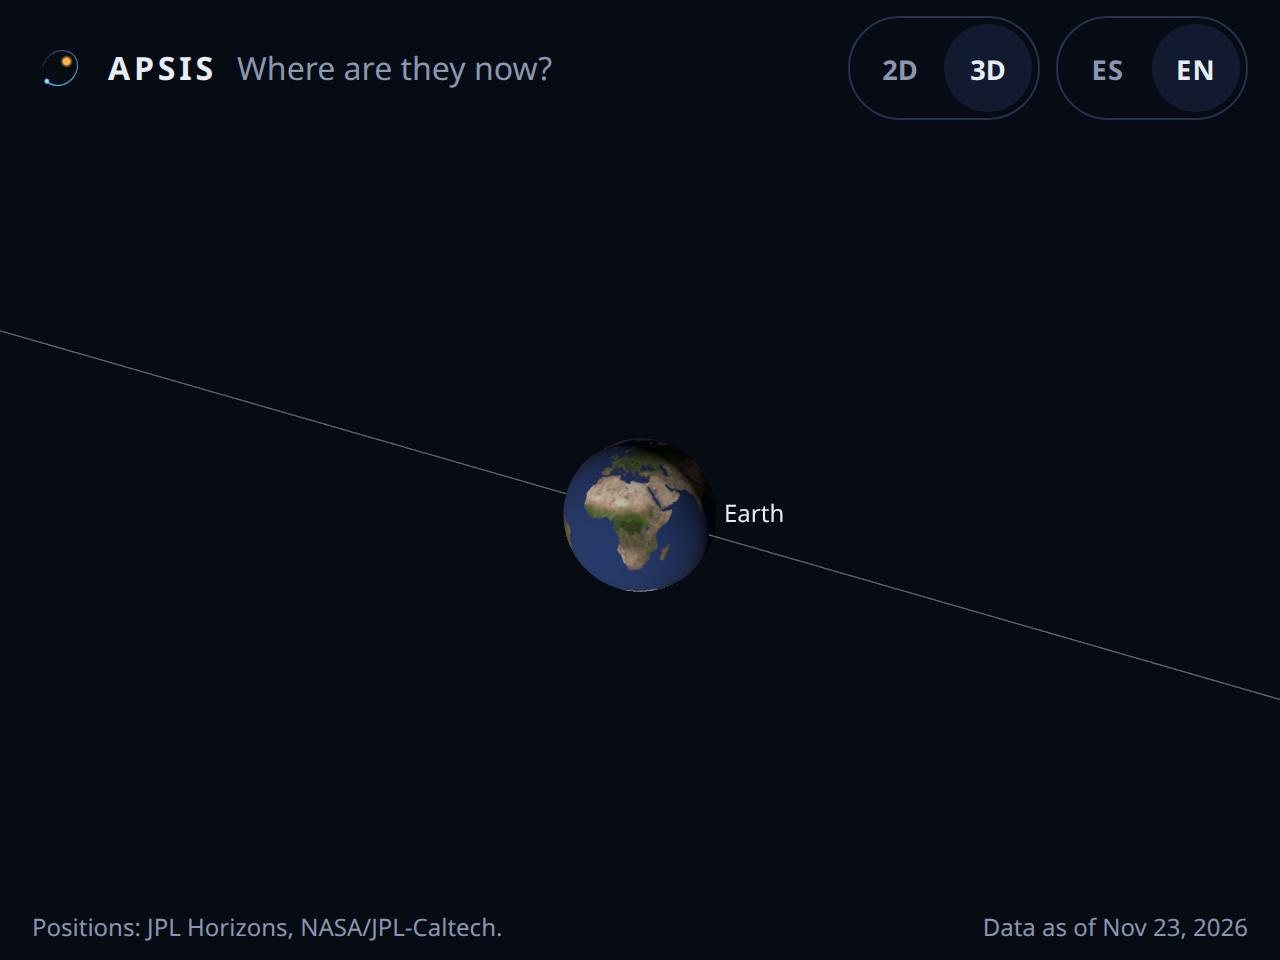 APSIS Where are they now?
2D 3D ES EN
Earth
Positions: JPL Horizons, NASA/JPL-Caltech.
Data as of Nov 23, 2026